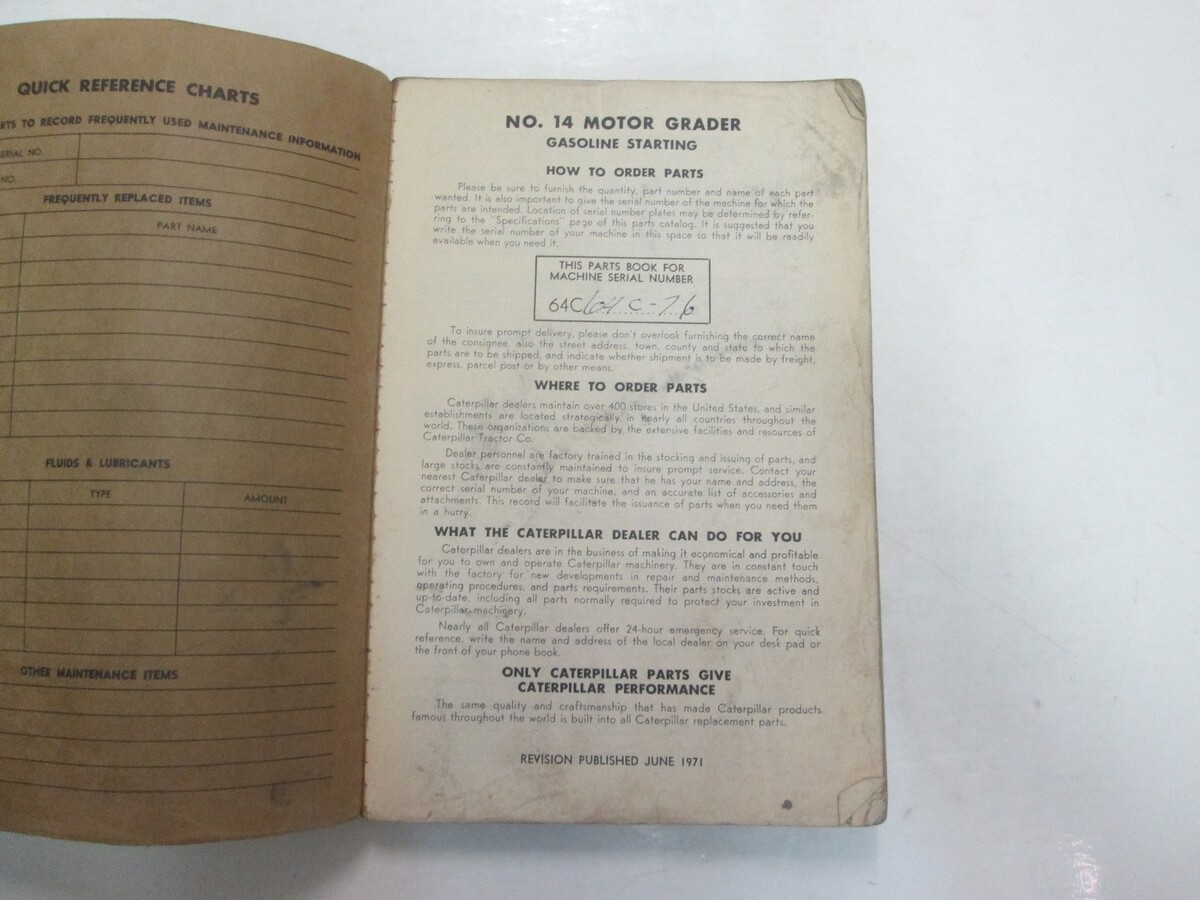 QUICK REFERENCE CHARTS
TO RECORD FREQUENTLY USED MAINTENANCE INFORMATION
SERIAL NO.
NO.
FREQUENTLY REPLACED ITEMS
PART NAME
FLUIDS & LUBRICANTS
TYPE AMOUNT
OTHER MAINTENANCE ITEMS
NO. 14 MOTOR GRADER
GASOLINE STARTING
HOW TO ORDER PARTS
Please be sure to furnish the quantity, part number and name of each part
wanted. It is also important to give the serial number of the machine for which the
parts are intended. Location of serial number plates may be determined by refer-
ring to the "Specifications" page of this parts catalog. It is suggested that you
write the serial number of your machine in this space so that it will be readily
available when you need it.
THIS PARTS BOOK FOR
MACHINE SERIAL NUMBER
64C 64 C-76
To insure prompt delivery, please don't overlook furnishing the correct name
of the consignee, also the street address, town, county and state to which the
parts are to be shipped, and indicate whether shipment is to be made by freight,
express, parcel post or by other means.
WHERE TO ORDER PARTS
Caterpillar dealers maintain over 400 stores in the United States, and similar
establishments are located strategically in nearly all countries throughout the
world. These organizations are backed by the extensive facilities and resources of
Caterpillar Tractor Co.
Dealer personnel are factory trained in the stocking and issuing of parts, and
large stocks are constantly maintained to insure prompt service. Contact your
nearest Caterpillar dealer to make sure that he has your name and address, the
correct serial number of your machine, and an accurate list of accessories and
attachments. This record will facilitate the issuance of parts when you need them
in a hurry.
WHAT THE CATERPILLAR DEALER CAN DO FOR YOU
Caterpillar dealers are in the business of making it economical and profitable
for you to own and operate Caterpillar machinery. They are in constant touch
with the factory for new developments in repair and maintenance methods,
operating procedures, and parts requirements. Their parts stocks are active and
up-to-date, including all parts normally required to protect your investment in
Caterpillar machinery.
Nearly all Caterpillar dealers offer 24-hour emergency service. For quick
reference, write the name and address of the local dealer on your desk pad or
the front of your phone book.
ONLY CATERPILLAR PARTS GIVE
CATERPILLAR PERFORMANCE
The same quality and craftsmanship that has made Caterpillar products
famous throughout the world is built into all Caterpillar replacement parts.
REVISION PUBLISHED JUNE 1971